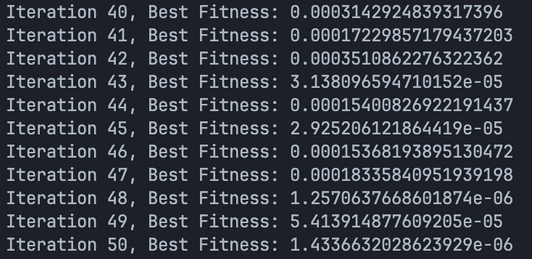 Iteration 40, Best Fitness: 0.0003142924839317396
Iteration 41, Best Fitness: 0.00017229857179437203
Iteration 42, Best Fitness: 0.0003510862276322362
Iteration 43, Best Fitness: 3.138096594710152e-05
Iteration 44, Best Fitness: 0.00015400826922191437
Iteration 45, Best Fitness: 2.925206121864419e-05
Iteration 46, Best Fitness: 0.00015368193895130472
Iteration 47, Best Fitness: 0.00018335840951939198
Iteration 48, Best Fitness: 1.2570637668601874e-06
Iteration 49, Best Fitness: 5.413914877609205e-05
Iteration 50, Best Fitness: 1.4336632028623929e-06